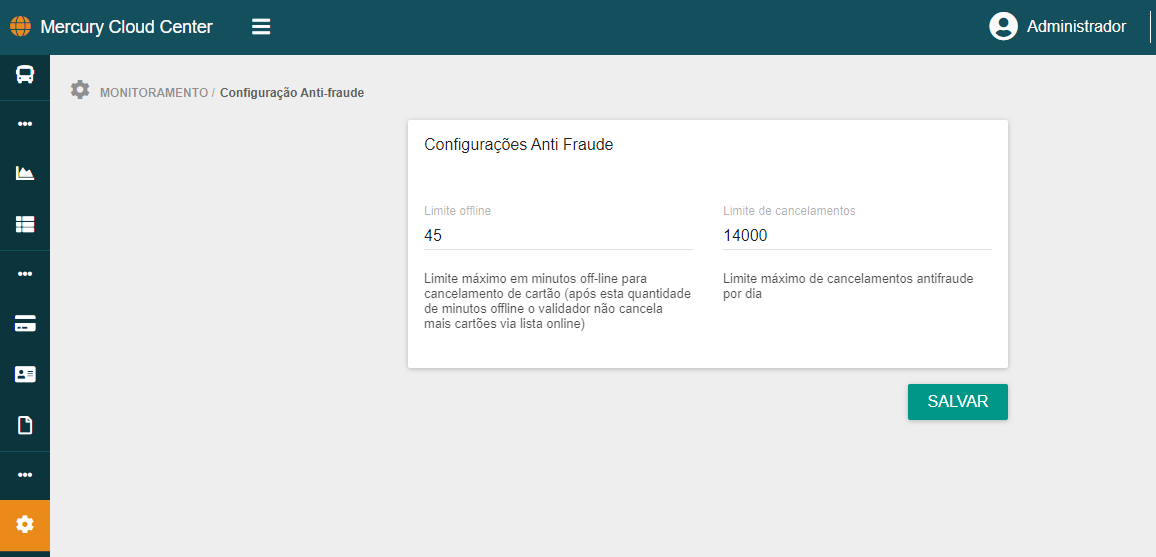 Mercury Cloud Center
Administrador
MONITORAMENTO / Configuração Anti-fraude
Configurações Anti Fraude
Limite offline
45
Limite máximo em minutos off-line para
cancelamento de cartão (após esta quantidade
de minutos offline o validador não cancela
mais cartões via lista online)
Limite de cancelamentos
14000
Limite máximo de cancelamentos antifraude
por dia
SALVAR